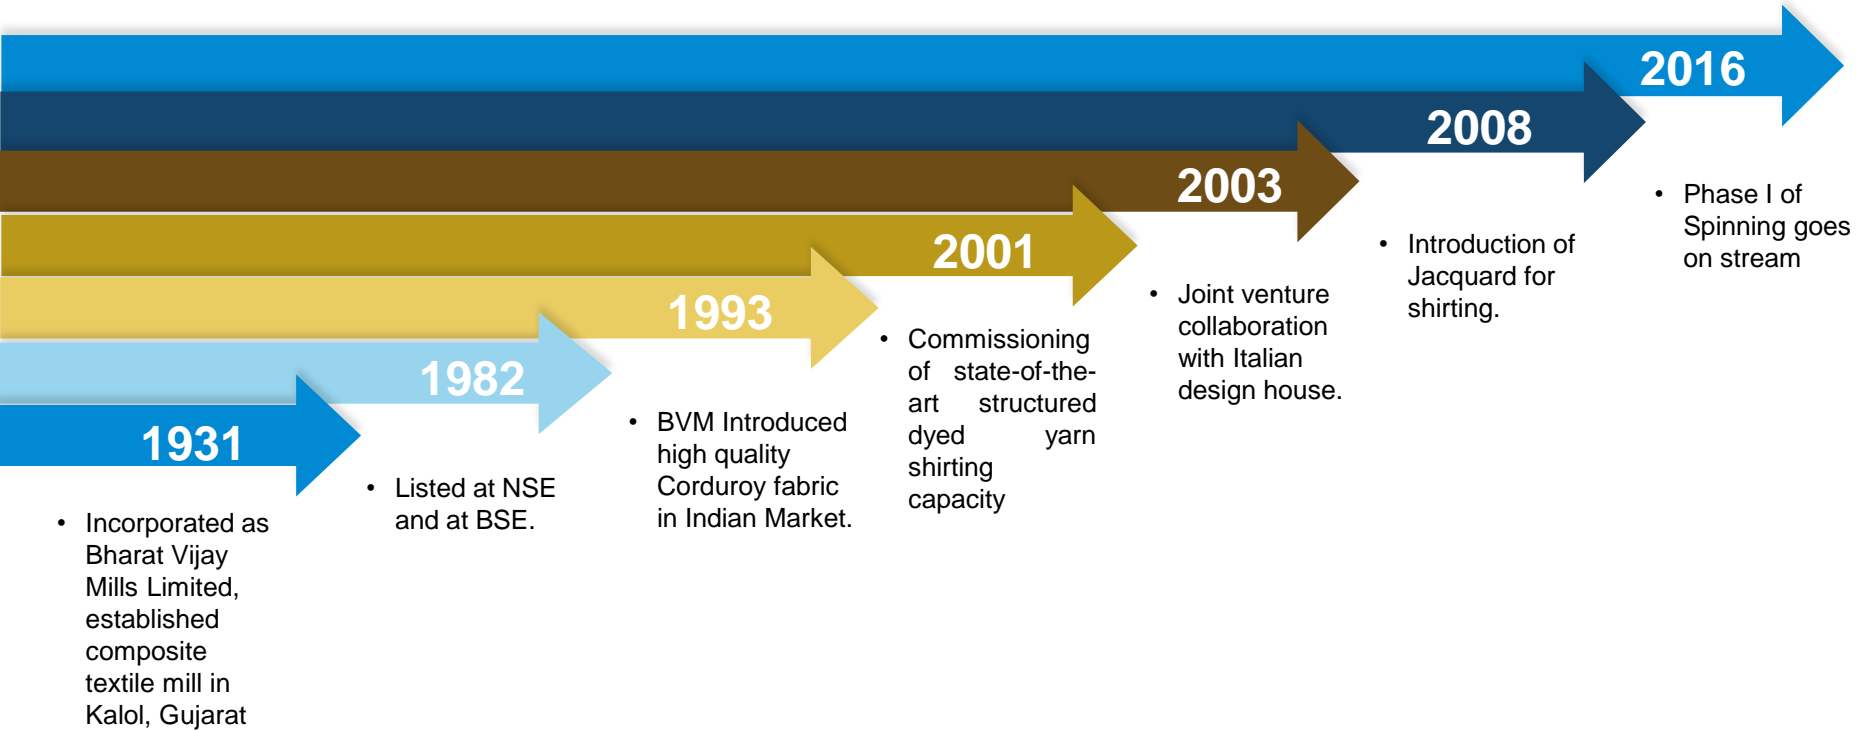 2016
2008
2003
2001
1993
1982
1931
• Phase I of
Spinning goes
on stream
• Introduction of
Jacquard for
shirting.
• Joint venture
collaboration
with Italian
design house.
• Commissioning
of state-of-the-
art structured
dyed yarn
shirting
capacity
• BVM Introduced
high quality
Corduroy fabric
in Indian Market.
• Listed at NSE
and at BSE.
• Incorporated as
Bharat Vijay
Mills Limited,
established
composite
textile mill in
Kalol, Gujarat